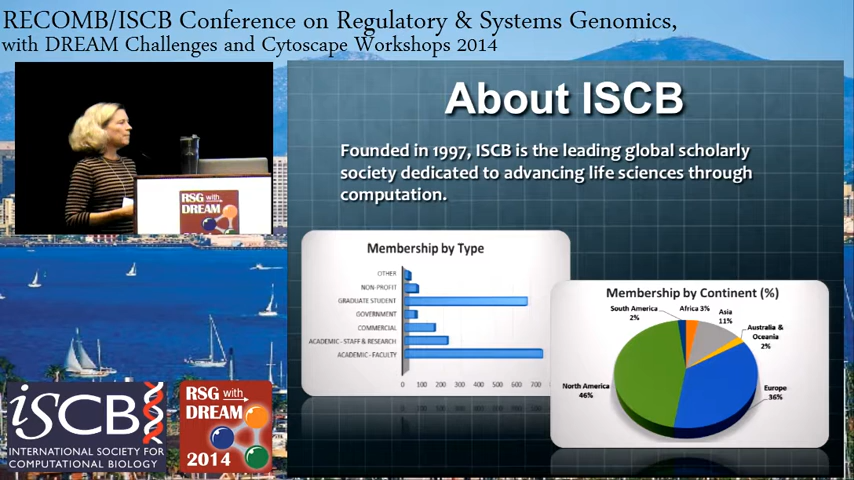 RECOMB/ISCB Conference on Regulatory & Systems Genomics,
with DREAM Challenges and Cytoscape Workshops 2014
RSG with
DREAM
About ISCB
Founded in 1997, ISCB is the leading global scholarly
society dedicated to advancing life sciences through
computation.
Membership by Type
OTHER
NON-PROFIT
GRADUATE STUDENT
GOVERNMENT
COMMERCIAL
ACADEMIC - STAFF & RESEARCH
ACADEMIC - FACULTY
0 100 200 300 400 500 600 700
Membership by Continent (%)
South America
2%
Africa 3%
Asia
11%
Australia &
Oceania
2%
North America
46%
Europe
36%
iSCB
INTERNATIONAL SOCIETY FOR
COMPUTATIONAL BIOLOGY
RSG with
DREAM
2014